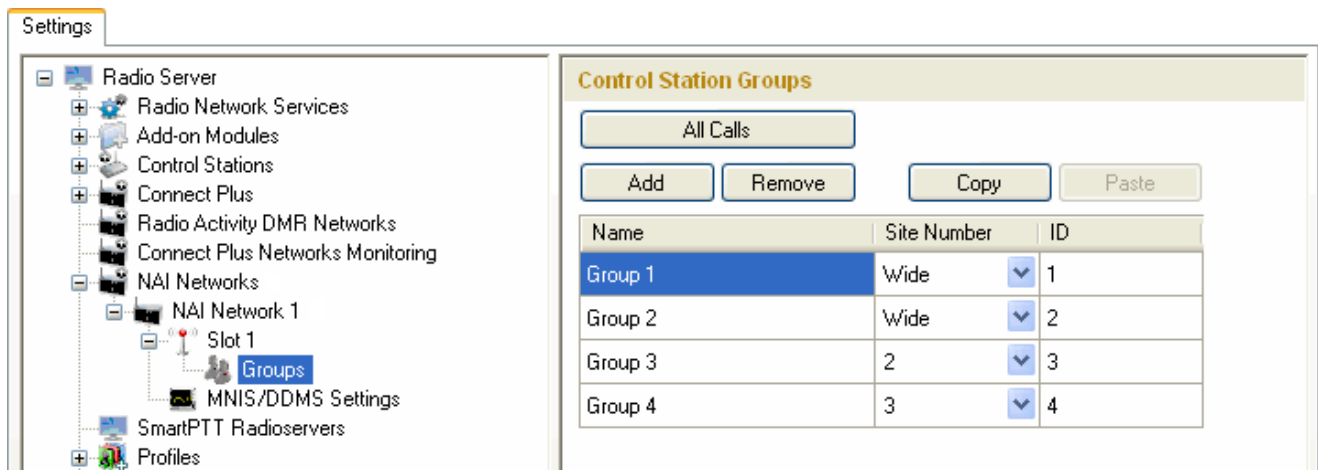 Settings
Radio Server
Radio Network Services
Add-on Modules
Control Stations
Connect Plus
Radio Activity DMR Networks
Connect Plus Networks Monitoring
NAI Networks
NAI Network 1
Slot 1
Groups
MNIS/DDMS Settings
SmartPTT Radioservers
Profiles
Control Station Groups
All Calls
Add Remove Copy Paste
Name Site Number ID
Group 1 Wide 1
Group 2 Wide 2
Group 3 2 3
Group 4 3 4